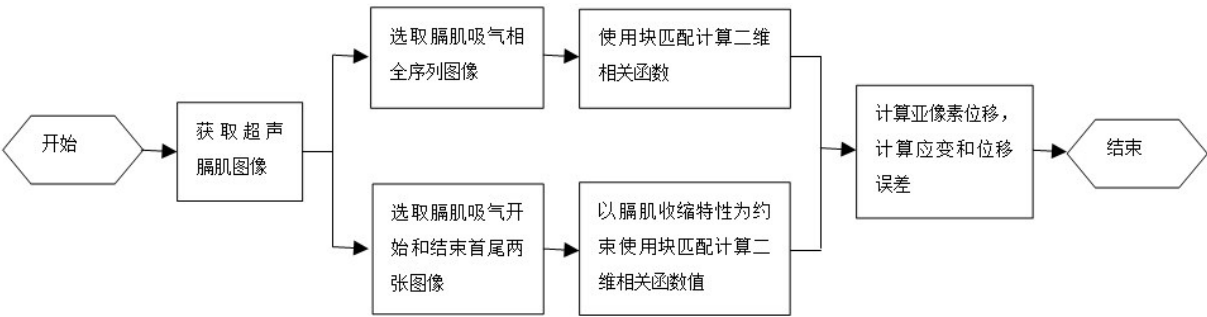 开始
获取超声
膈肌图像
选取膈肌吸气相
全序列图像
使用块匹配计算二维
相关函数
选取膈肌吸气开
始和结束首尾两
张图像
以膈肌收缩特性为约
束使用块匹配计算二
维相关函数值
计算亚像素位移，
计算应变和位移
误差
结束